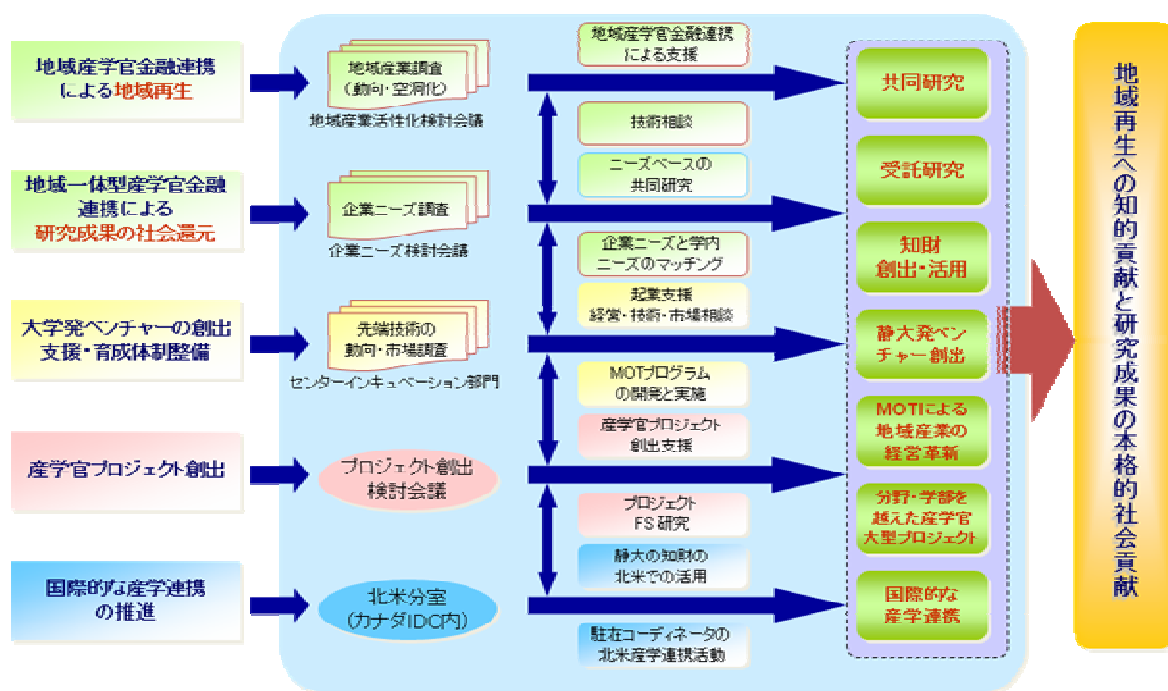 地域産学官金融連携
による地域再生
地域一体型産学官金融
連携による
研究成果の社会還元
大学発ベンチャーの創出
支援・育成体制整備
産学官プロジェクト創出
国際的な産学連携
の推進
地域産業調査
(動向・空洞化)
地域産業活性化検討会議
企業ニーズ調査
企業ニーズ検討会議
先端技術の
動向・市場調査
センターインキュベーション部門
プロジェクト創出
検討会議
北米分室
(カナダIDC内)
地域産学官金融連携
による支援
技術相談
ニーズベースの
共同研究
企業ニーズと学内
ニーズのマッチング
起業支援
経営・技術・市場相談
MOTプログラム
の開発と実施
産学官プロジェクト
創出支援
プロジェクト
FS研究
静大の知財の
北米での活用
駐在コーディネータの
北米産学連携活動
共同研究
受託研究
知財
創出・活用
静大発ベン
チャー創出
MOTIによる
地域産業の
経営革新
分野・学部を
越えた産学官
大型プロジェクト
国際的な
産学連携
地域再生への知的貢献と研究成果の本格的社会貢献